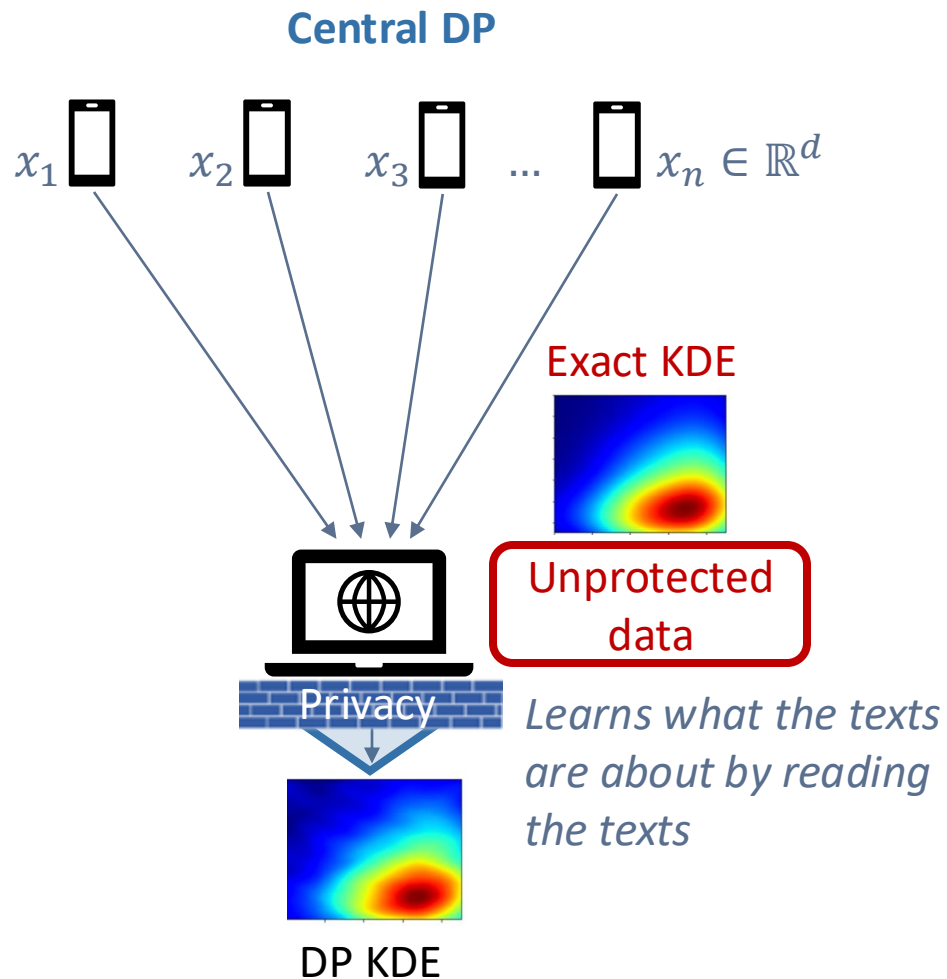 Central DP
x₁ x₂ x₃ ... xₙ ∈ ℝᵈ
Exact KDE
Unprotected
data
Privacy
Learns what the texts
are about by reading
the texts
DP KDE